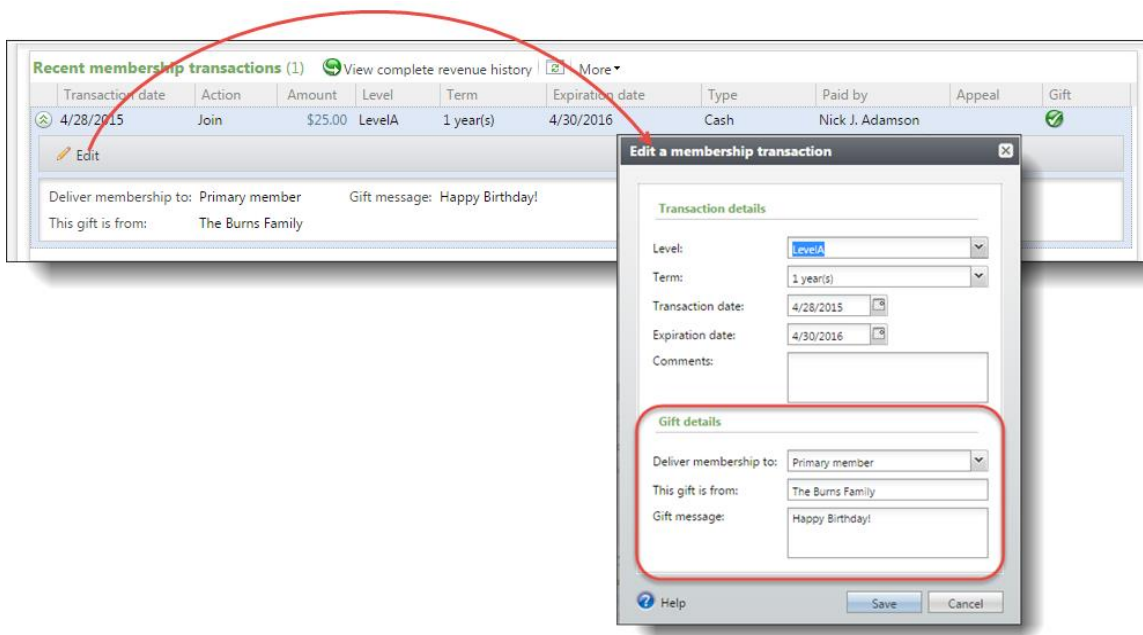 Recent membership transactions (1) View complete revenue history More
Transaction date Action Amount Level Term Expiration date Type Paid by Appeal Gift
4/28/2015 Join $25.00 LevelA 1 year(s) 4/30/2016 Cash Nick J. Adamson
Edit
Deliver membership to: Primary member Gift message: Happy Birthday!
This gift is from: The Burns Family
Edit a membership transaction
Transaction details
Level: LevelA
Term: 1 year(s)
Transaction date: 4/28/2015
Expiration date: 4/30/2016
Comments:
Gift details
Deliver membership to: Primary member
This gift is from: The Burns Family
Gift message: Happy Birthday!
Help Save Cancel